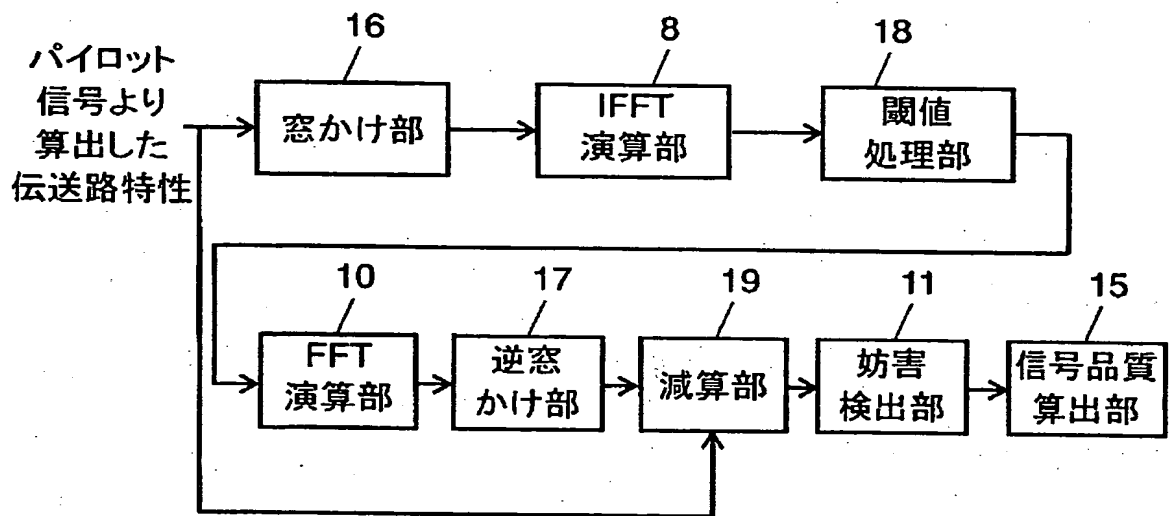 パイロット
信号より
算出した
伝送路特性
16
窓かけ部
8
IFFT
演算部
18
閾値
処理部
10
FFT
演算部
17
逆窓
かけ部
19
減算部
11
妨害
検出部
15
信号品質
算出部